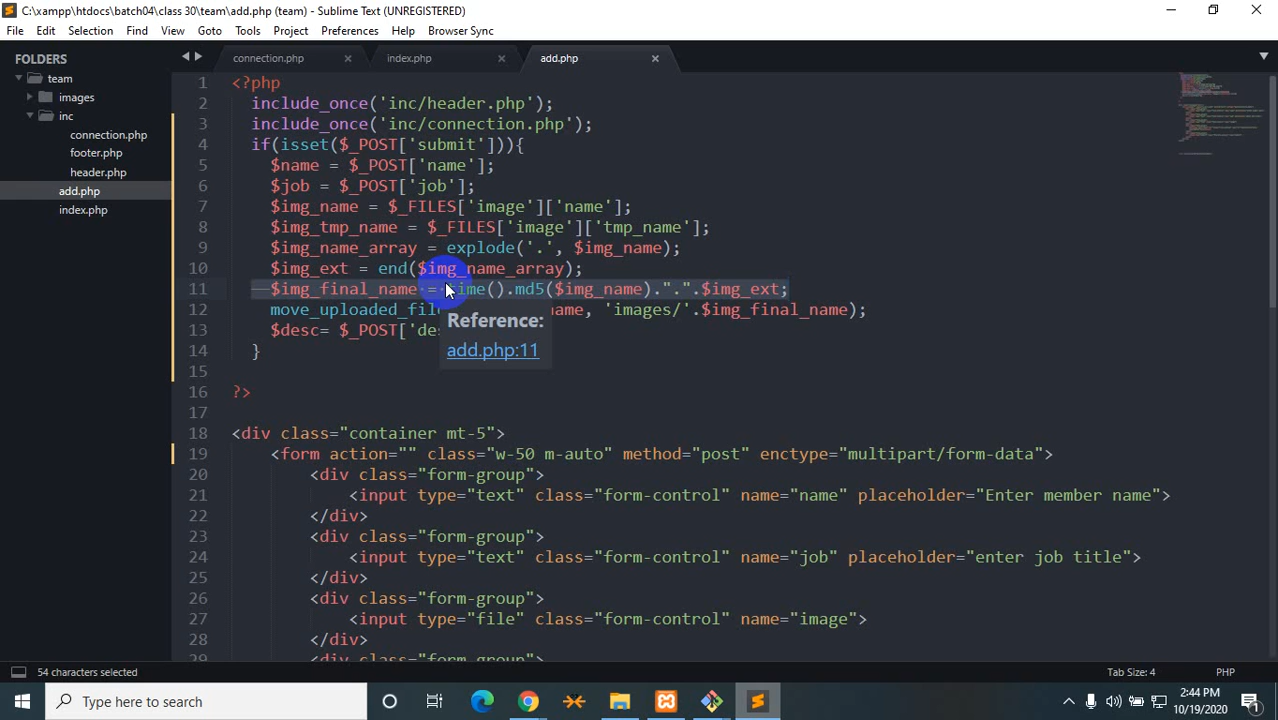 C:\xampp\htdocs\batch04\class 30\team\add.php (team) - Sublime Text (UNREGISTERED)
File Edit Selection Find View Goto Tools Project Preferences Help Browser Sync
FOLDERS
team
images
inc
connection.php
footer.php
header.php
add.php
index.php
connection.php × index.php × add.php ×
1 <?php
2 include_once('inc/header.php');
3 include_once('inc/connection.php');
4 if(isset($_POST['submit'])){
5 $name = $_POST['name'];
6 $job = $_POST['job'];
7 $img_name = $_FILES['image']['name'];
8 $img_tmp_name = $_FILES['image']['tmp_name'];
9 $img_name_array = explode('.', $img_name);
10 $img_ext = end($img_name_array);
11 $img_final_name = time().md5($img_name).".".$img_ext;
12 move_uploaded_fil name, 'images/'.$img_final_name);
13 $desc= $_POST['des
14 }
15
16 ?>
17
18 <div class="container mt-5">
19 <form action="" class="w-50 m-auto" method="post" enctype="multipart/form-data">
20 <div class="form-group">
21 <input type="text" class="form-control" name="name" placeholder="Enter member name">
22 </div>
23 <div class="form-group">
24 <input type="text" class="form-control" name="job" placeholder="enter job title">
25 </div>
26 <div class="form-group">
27 <input type="file" class="form-control" name="image">
28 </div>
29 <div class="form-group">
Reference:
add.php:11
54 characters selected Tab Size: 4 PHP
Type here to search
2:44 PM
10/19/2020
1